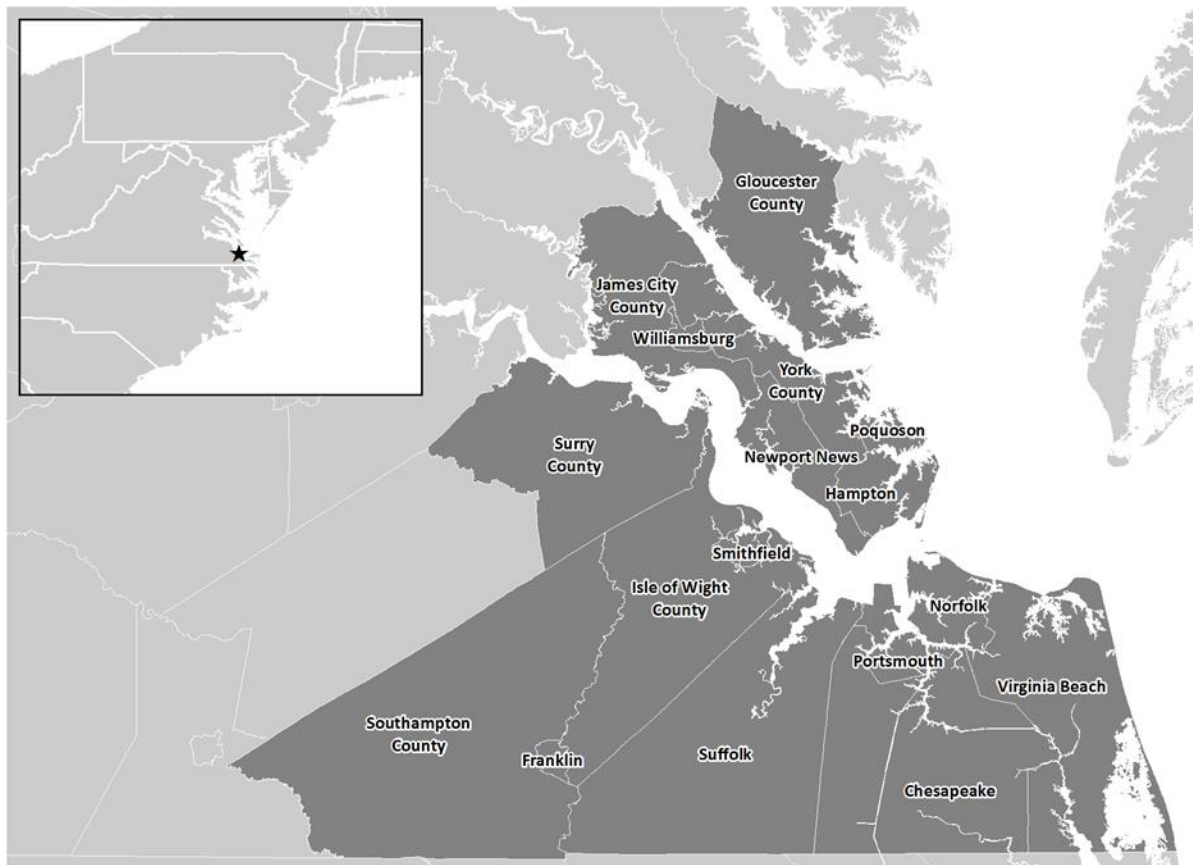 Gloucester
County
James City
County
Williamsburg
York
County
Poquoson
Surry
County
Newport News
Hampton
Smithfield
Isle of Wight
County
Norfolk
Portsmouth
Virginia Beach
Southampton
County
Franklin
Suffolk
Chesapeake